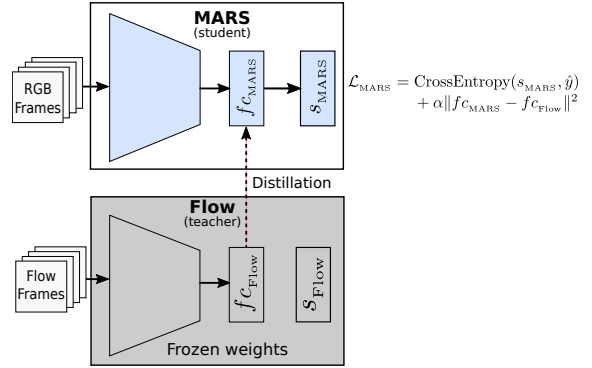 MARS
(student)
RGB
Frames
fc_MARS
s_MARS
ℒ_MARS = CrossEntropy(s_MARS, ŷ)
+ α‖fc_MARS − fc_Flow‖²
Distillation
Flow
(teacher)
Flow
Frames
fc_Flow
s_Flow
Frozen weights